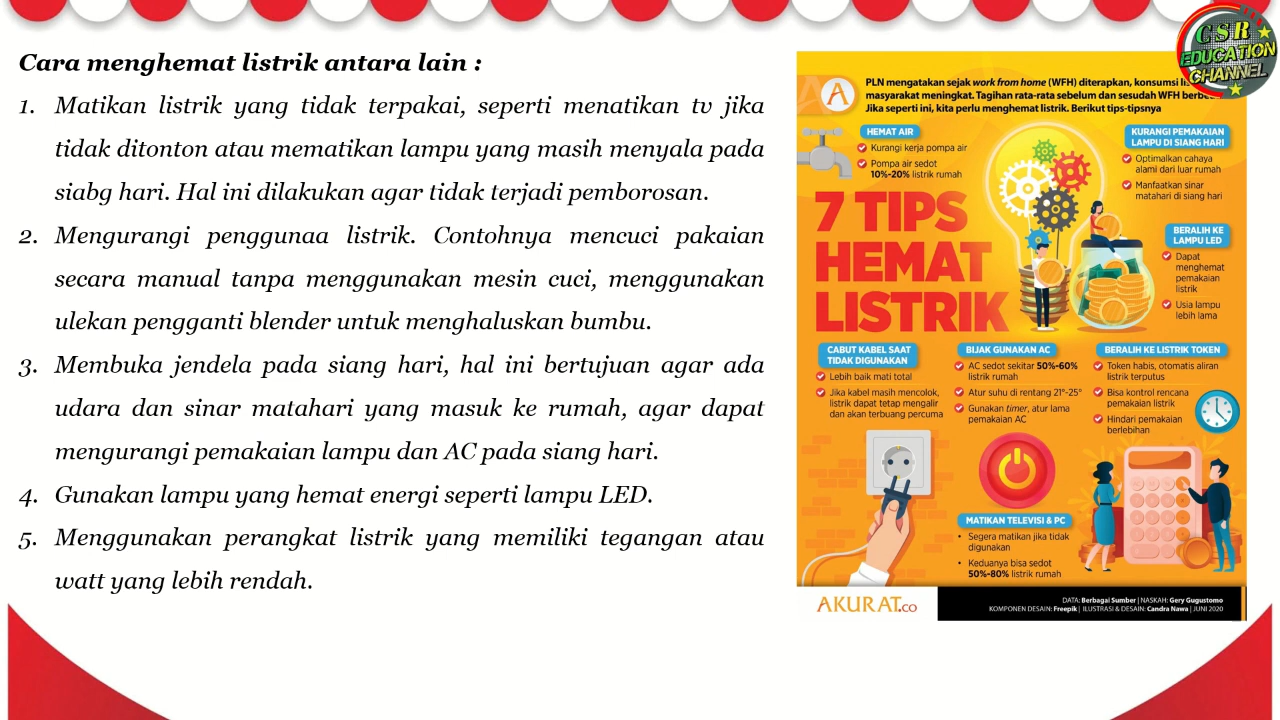 Cara menghemat listrik antara lain :
1. Matikan listrik yang tidak terpakai, seperti menatikan tv jika
tidak ditonton atau mematikan lampu yang masih menyala pada
siabg hari. Hal ini dilakukan agar tidak terjadi pemborosan.
2. Mengurangi penggunaa listrik. Contohnya mencuci pakaian
secara manual tanpa menggunakan mesin cuci, menggunakan
ulekan pengganti blender untuk menghaluskan bumbu.
3. Membuka jendela pada siang hari, hal ini bertujuan agar ada
udara dan sinar matahari yang masuk ke rumah, agar dapat
mengurangi pemakaian lampu dan AC pada siang hari.
4. Gunakan lampu yang hemat energi seperti lampu LED.
5. Menggunakan perangkat listrik yang memiliki tegangan atau
watt yang lebih rendah.
CSR
EDUCATION
CHANNEL
A
PLN mengatakan sejak work from home (WFH) diterapkan, konsumsi
masyarakat meningkat. Tagihan rata-rata sebelum dan sesudah WFH
Jika seperti ini, kita perlu menghemat listrik. Berikut tips-tipsnya
HEMAT AIR
Kurangi kerja pompa air
Pompa air sedot
10%-20% listrik rumah
KURANGI PEMAKAIAN
LAMPU DI SIANG HARI
Optimalkan cahaya
alami dari luar rumah
Manfaatkan sinar
matahari di siang hari
7 TIPS
HEMAT
LISTRIK
BERALIH KE
LAMPU LED
Dapat
menghemat
pemakaian
listrik
Usia lampu
lebih lama
CABUT KABEL SAAT
TIDAK DIGUNAKAN
Lebih baik mati total
Jika kabel masih mencolok,
listrik dapat tetap mengalir
dan akan terbuang percuma
BIJAK GUNAKAN AC
AC sedot sekitar 50%-60%
listrik rumah
Atur suhu di rentang 21°-25°
Gunakan timer, atur lama
pemakaian AC
BERALIH KE LISTRIK TOKEN
Token habis, otomatis aliran
listrik terputus
Bisa kontrol rencana
pemakaian listrik
Hindari pemakaian
berlebihan
MATIKAN TELEVISI & PC
• Segera matikan jika tidak
digunakan
• Keduanya bisa sedot
50%-80% listrik rumah
AKURAT.co
DATA: Berbagai Sumber | NASKAH: Gery Gugustomo
KOMPONEN DESAIN: Freepik | ILUSTRASI & DESAIN: Candra Nawa | JUNI 2020